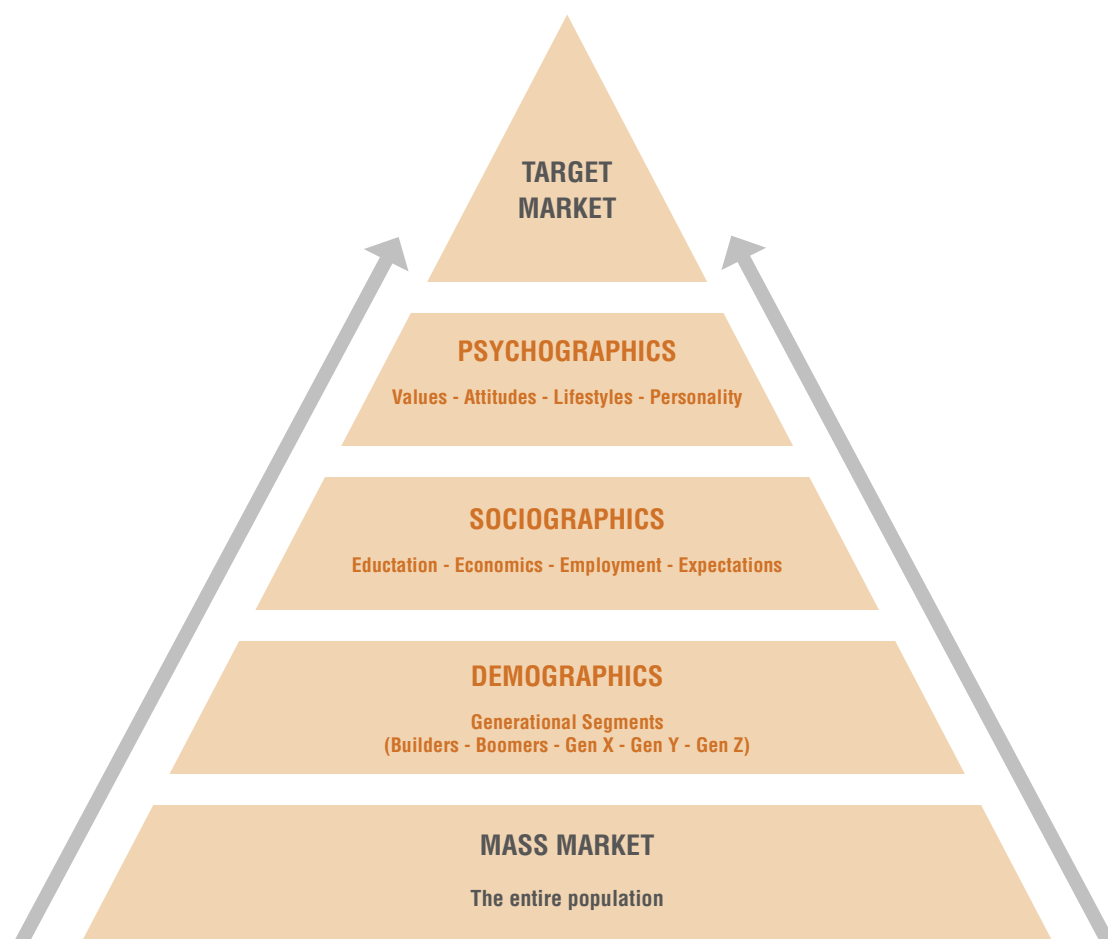 TARGET
MARKET
PSYCHOGRAPHICS
Values - Attitudes - Lifestyles - Personality
SOCIOGRAPHICS
Eductation - Economics - Employment - Expectations
DEMOGRAPHICS
Generational Segments
(Builders - Boomers - Gen X - Gen Y - Gen Z)
MASS MARKET
The entire population